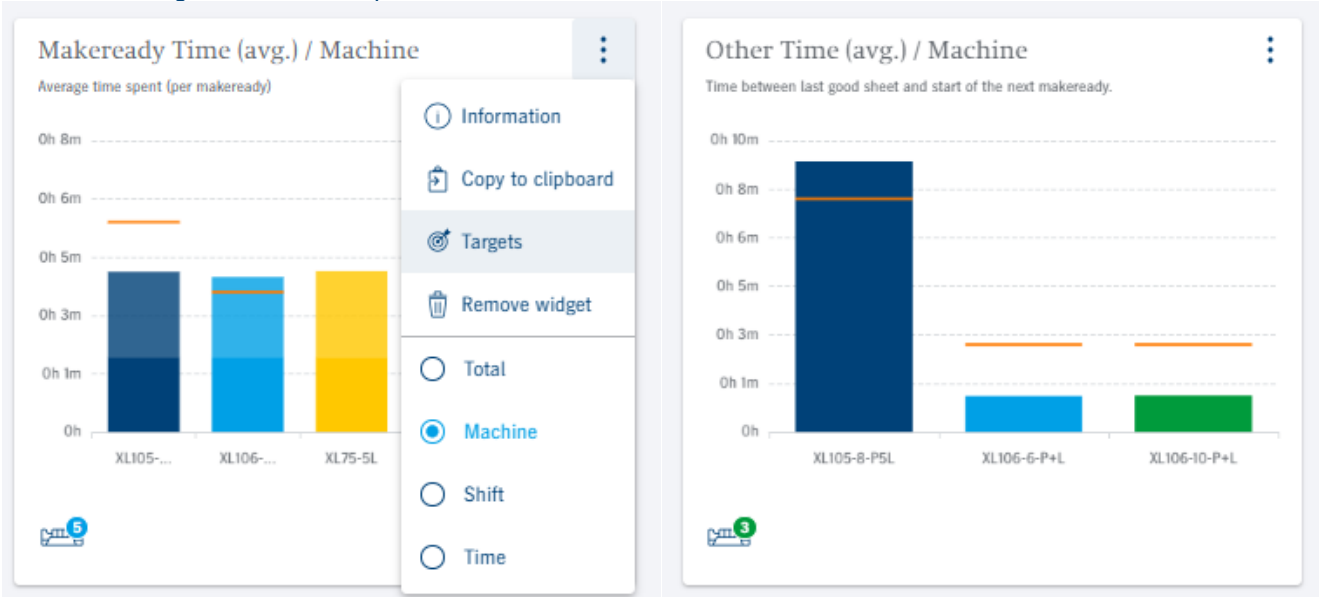 Makeready Time (avg.) / Machine
Average time spent (per makeready)
0h 8m
0h 6m
0h 5m
0h 3m
0h 1m
0h
XL105-...
XL106-...
XL75-5L
5
Information
Copy to clipboard
Targets
Remove widget
Total
Machine
Shift
Time
Other Time (avg.) / Machine
Time between last good sheet and start of the next makeready.
0h 10m
0h 8m
0h 6m
0h 5m
0h 3m
0h 1m
0h
XL105-8-P5L
XL106-6-P+L
XL106-10-P+L
3